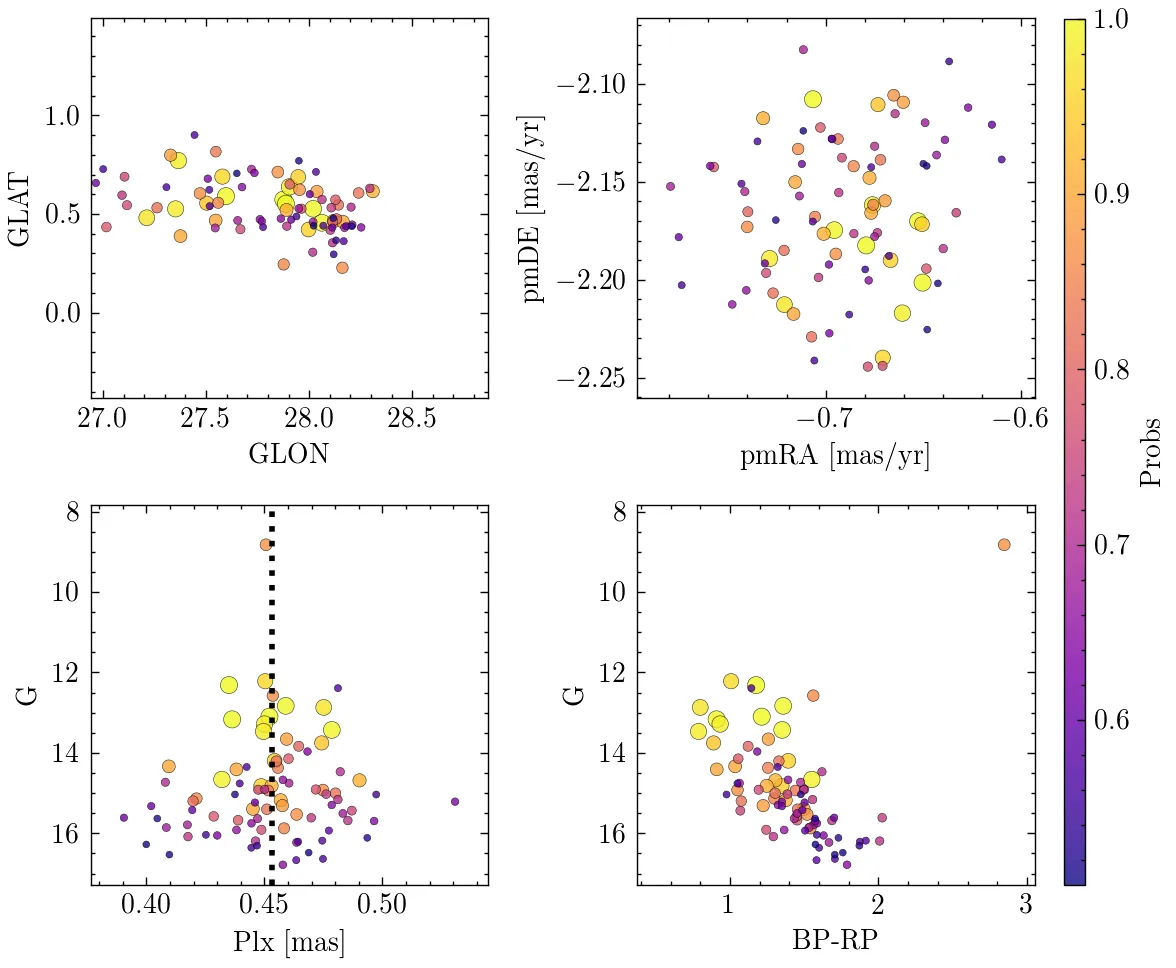 1.0
0.5
0.0
GLAT
27.0 27.5 28.0 28.5
GLON
−2.10
−2.15
−2.20
−2.25
pmDE [mas/yr]
−0.7 −0.6
pmRA [mas/yr]
8
10
12
14
16
G
0.40 0.45 0.50
Plx [mas]
8
10
12
14
16
G
1 2 3
BP-RP
1.0
0.9
0.8
0.7
0.6
Probs